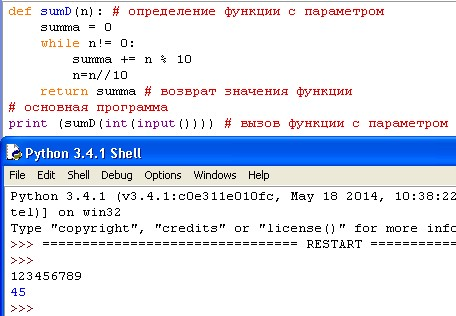 def sumD(n): # определение функции с параметром
    summa = 0
    while n!= 0:
        summa += n % 10
        n=n//10
    return summa # возврат значения функции
# основная программа
print (sumD(int(input()))) # вызов функции с параметром
Python 3.4.1 Shell
File Edit Shell Debug Options Windows Help
Python 3.4.1 (v3.4.1:c0e311e010fc, May 18 2014, 10:38:22
tel)] on win32
Type "copyright", "credits" or "license()" for more info
>>> ================================ RESTART ============
>>>
123456789
45
>>>